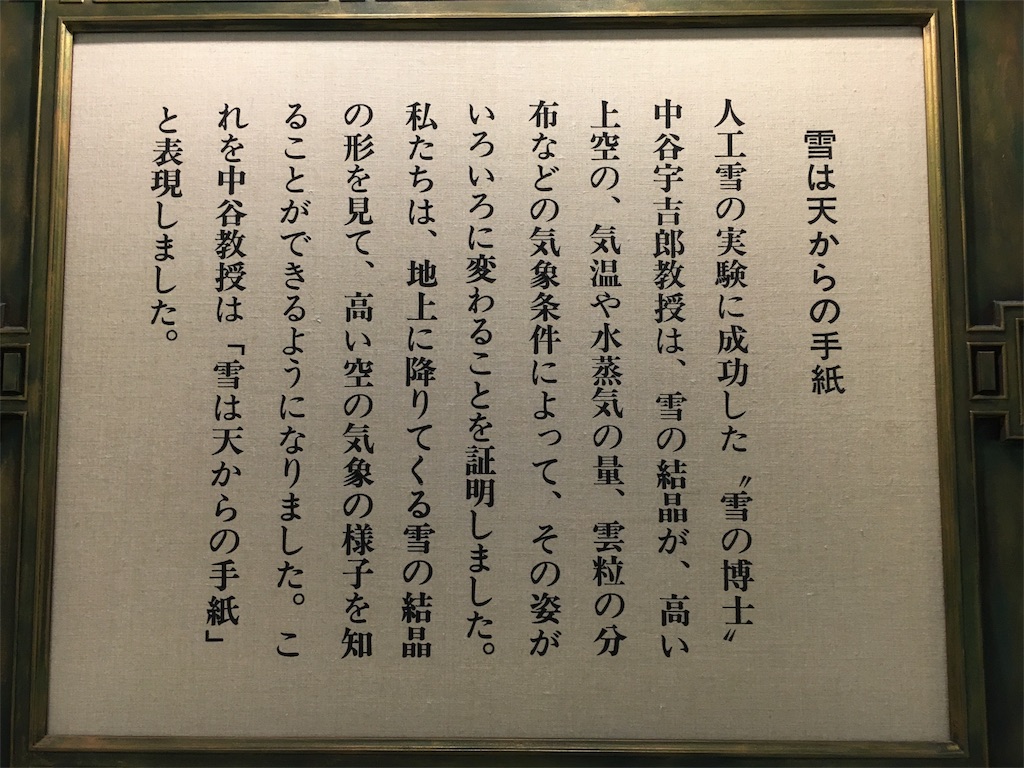 雪は天からの手紙
人工雪の実験に成功した〝雪の博士〟
中谷宇吉郎教授は、雪の結晶が、高い
上空の、気温や水蒸気の量、雲粒の分
布などの気象条件によって、その姿が
いろいろに変わることを証明しました。
私たちは、地上に降りてくる雪の結晶
の形を見て、高い空の気象の様子を知
ることができるようになりました。こ
れを中谷教授は「雪は天からの手紙」
と表現しました。